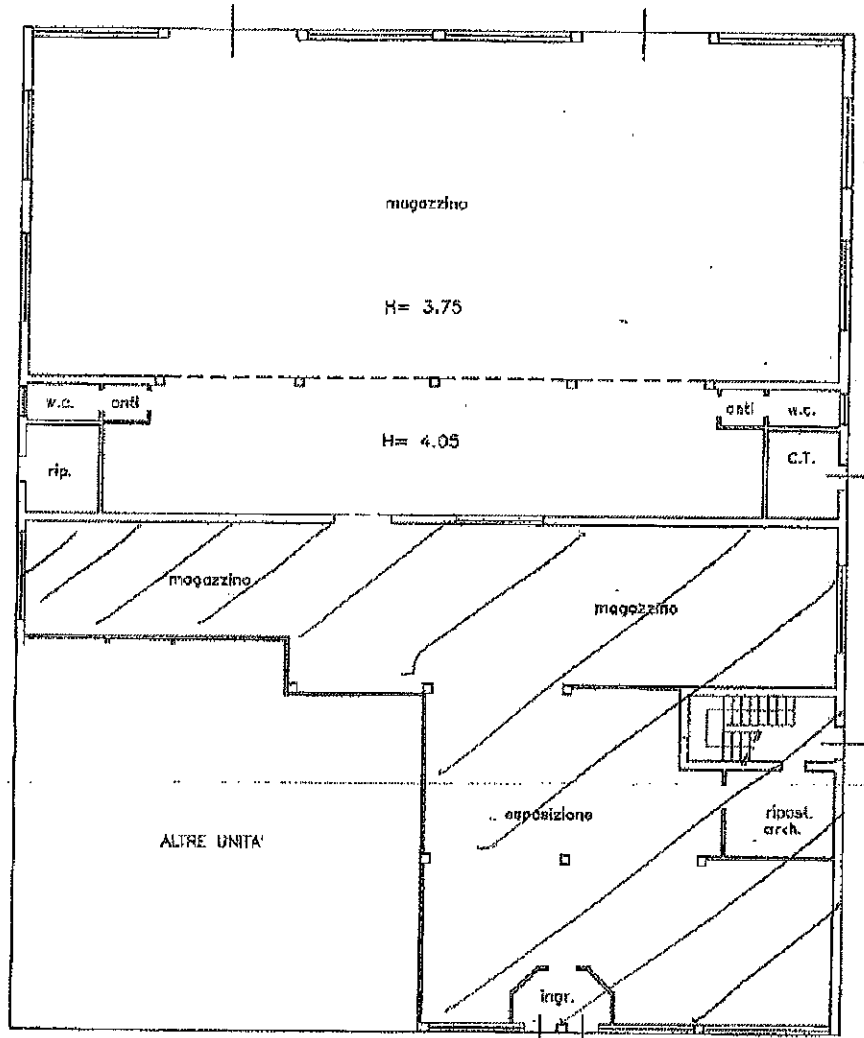 magazzino
H= 3.75
w.c. anti
anti w.c.
H= 4.05
rip.
C.T.
magazzino
magazzino
esposizione
ripost.
arch.
ALTRE UNITA'
ingr.